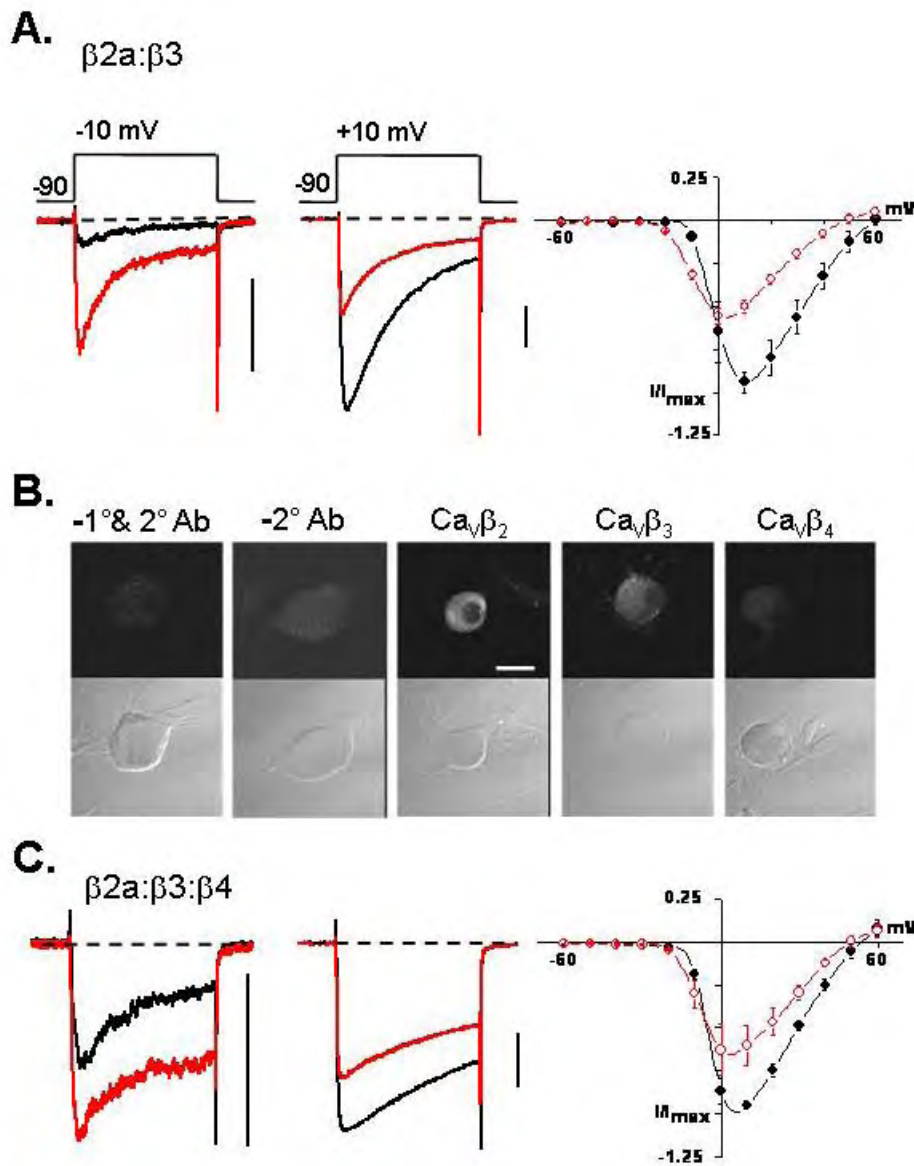 A.
β2a:β3
-10 mV
+10 mV
-90
-90
0.25
mV
-60
60
I/Imax
-1.25
B.
-1°& 2° Ab
-2° Ab
CaVβ2
CaVβ3
CaVβ4
C.
β2a:β3:β4
0.25
mV
-60
60
I/Imax
-1.25